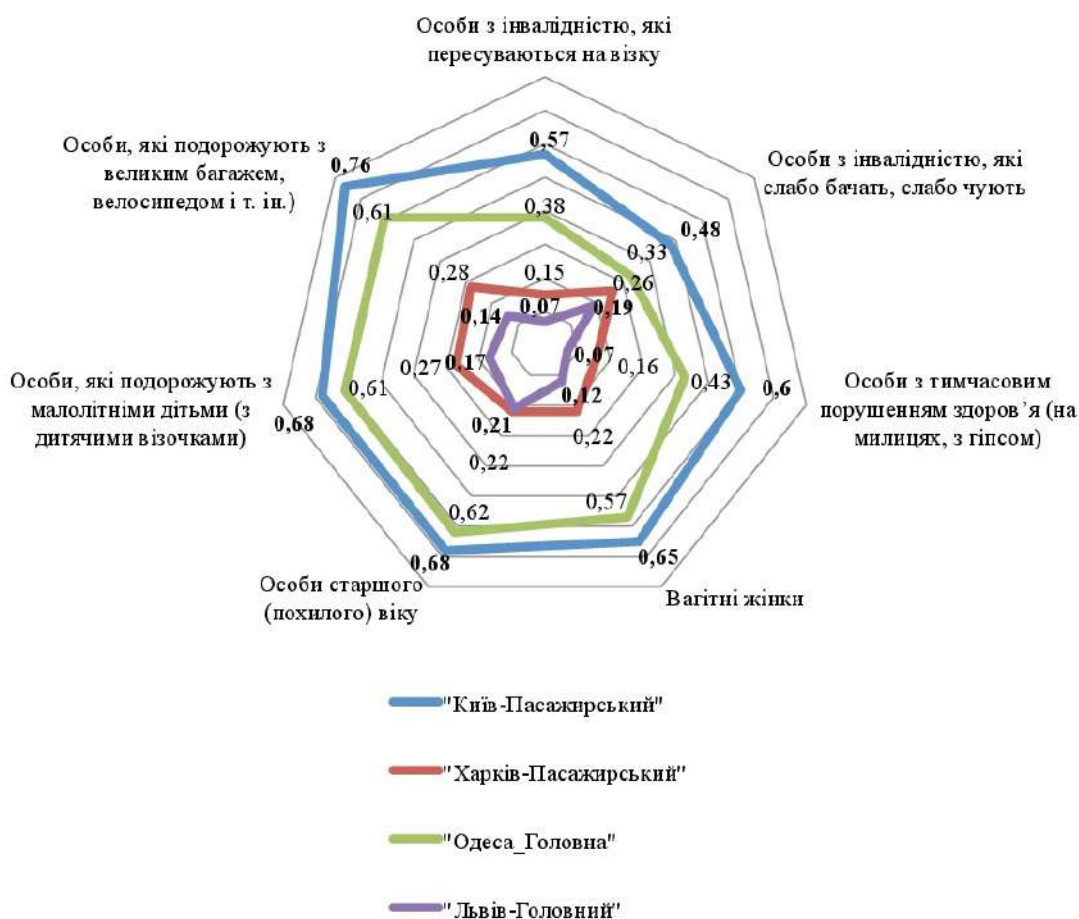 Особи з інвалідністю, які
пересуваються на візку
0,57
Особи, які подорожують з
великим багажем,
велосипедом і т. ін.)
0,76
Особи з інвалідністю, які
слабо бачать, слабо чують
0,61
0,38
0,48
0,33
0,28
0,15
0,26
0,14
0,07
0,19
Особи, які подорожують з
малолітніми дітьми (з
дитячими візочками)
0,68
0,61
0,27
0,17
0,07
0,16
0,43
0,6
Особи з тимчасовим
порушенням здоров’я (на
милицях, з гіпсом)
0,12
0,21
0,22
0,22
0,62
0,57
0,68
0,65
Особи старшого
(похилого) віку
Вагітні жінки
"Київ-Пасажирський"
"Харків-Пасажирський"
"Одеса_Головна"
"Львів-Головний"